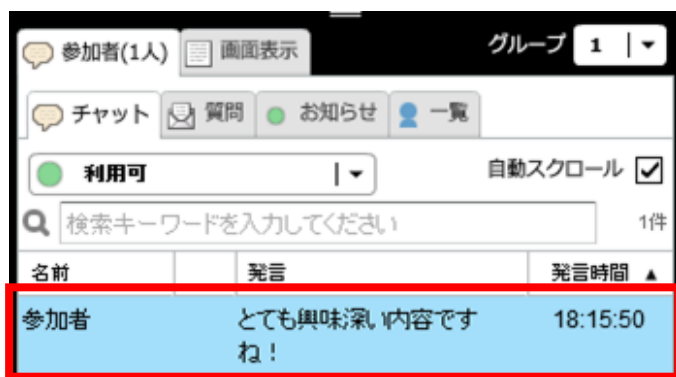 参加者(1人) 画面表示 グループ 1
チャット 質問 お知らせ 一覧
利用可 自動スクロール
検索キーワードを入力してください 1件
名前 発言 発言時間 ▲
参加者 とても興味深い内容です 18:15:50
ね！